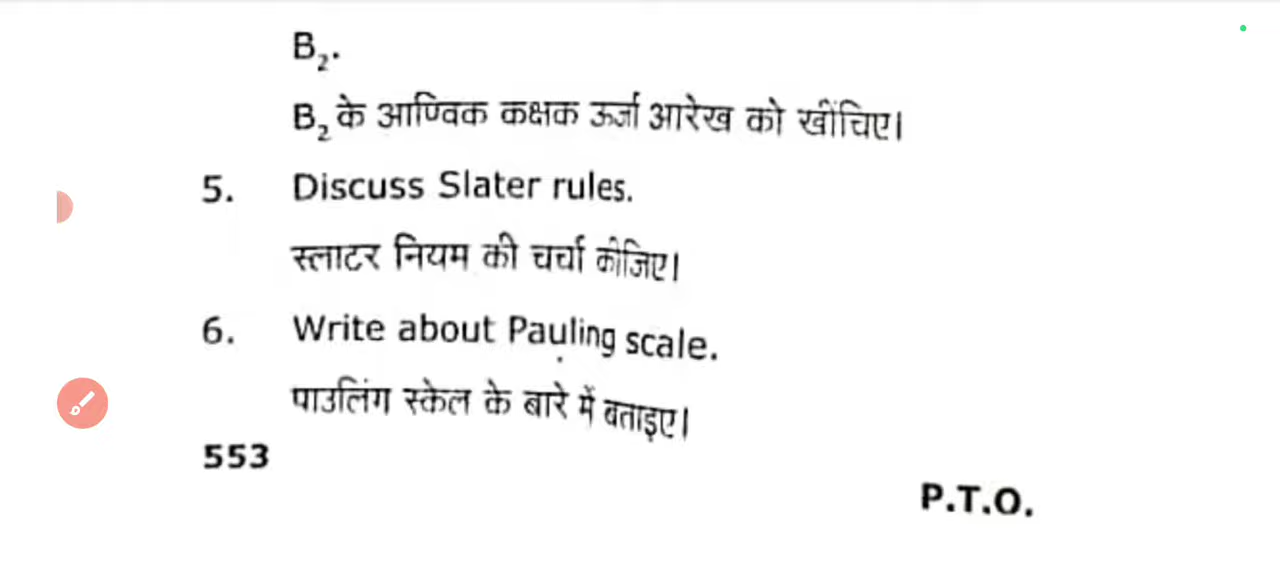 B₂.
B₂ के आण्विक कक्षक ऊर्जा आरेख को खींचिए।
5. Discuss Slater rules.
स्लाटर नियम की चर्चा कीजिए।
6. Write about Pauling scale.
पाउलिंग स्केल के बारे में बताइए।
553
P.T.O.